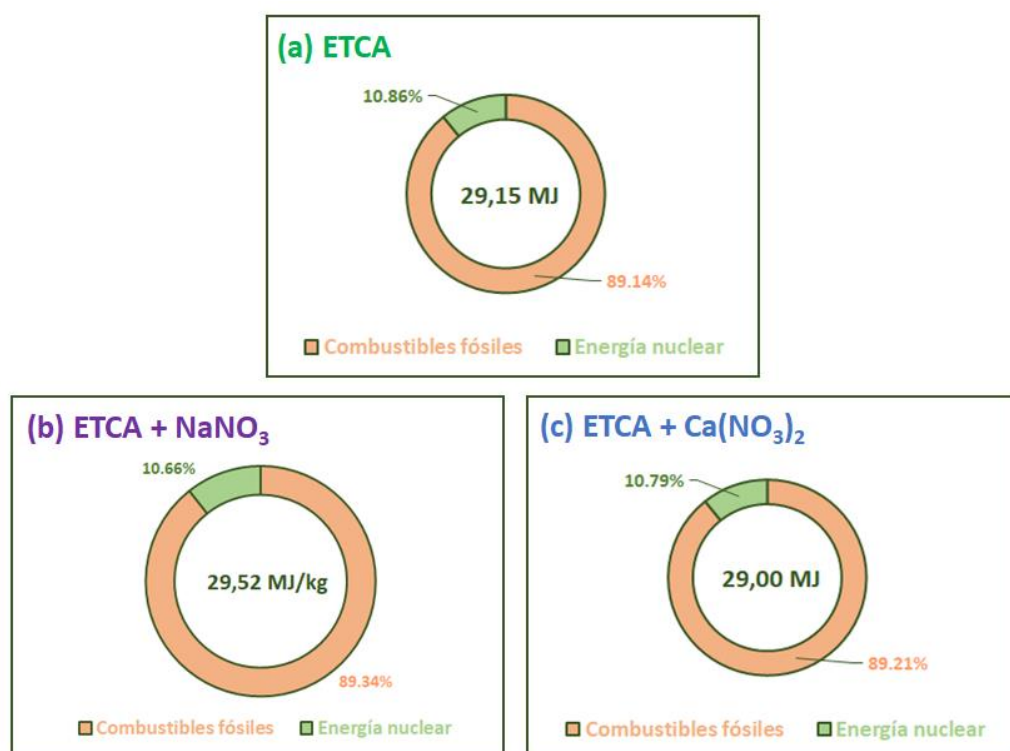 (a) ETCA
10.86%
29,15 MJ
89.14%
Combustibles fósiles Energía nuclear
(b) ETCA + NaNO₃
10.66%
29,52 MJ/kg
89.34%
Combustibles fósiles Energía nuclear
(c) ETCA + Ca(NO₃)₂
10.79%
29,00 MJ
89.21%
Combustibles fósiles Energía nuclear